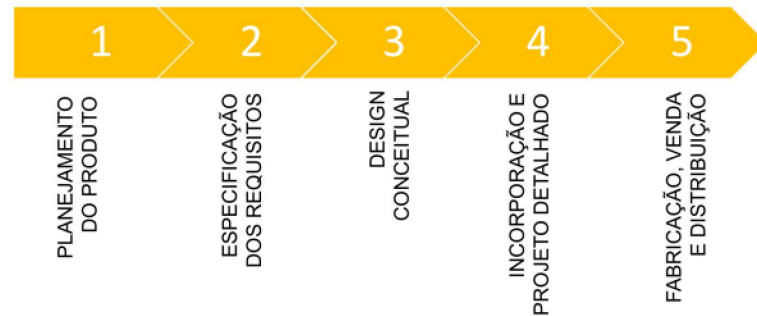 1
2
3
4
5
PLANEJAMENTO
DO PRODUTO
ESPECIFICAÇÃO
DOS REQUISITOS
DESIGN
CONCEITUAL
INCORPORAÇÃO E
PROJETO DETALHADO
FABRICAÇÃO, VENDA
E DISTRIBUIÇÃO